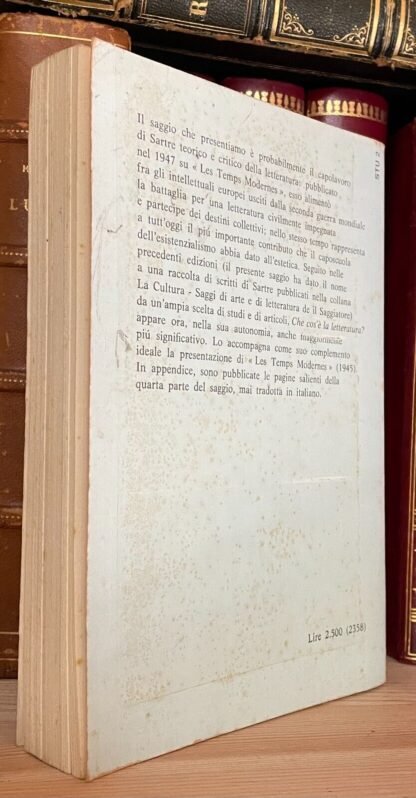 Il saggio che presentiamo è probabilmente il capolavoro
di Sartre teorico e critico della letteratura: pubblicato
nel 1947 su « Les Temps Modernes », esso alimentò
fra gli intellettuali europei usciti dalla seconda guerra mondiale
la battaglia per una letteratura civilmente impegnata
e partecipe dei destini collettivi: nello stesso tempo rappresenta
a tutt'oggi il piú importante contributo che il caposcuola
dell'esistenzialismo abbia dato all'estetica. Seguito nelle
precedenti edizioni (il presente saggio ha dato il nome
a una raccolta di scritti di Sartre pubblicati nella collana
La Cultura - Saggi di arte e di letteratura de il Saggiatore)
da un'ampia scelta di studi e di articoli, Che cos'è la letteratura?
appare ora, nella sua autonomia, anche maggiormente
piú significativo. Lo accompagna come suo complemento
ideale la presentazione di « Les Temps Modernes » (1945).
In appendice, sono pubblicate le pagine salienti della
quarta parte del saggio, mai tradotta in italiano.
STU 2
Lire 2.500 (2358)